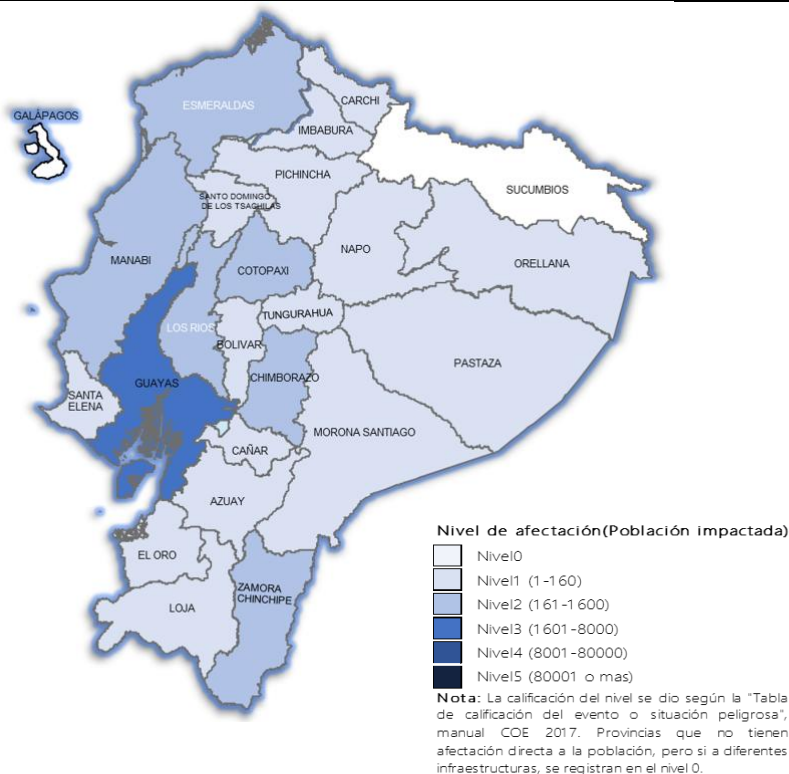 ESMERALDAS
CARCHI
GALÁPAGOS
IMBABURA
PICHINCHA
SUCUMBIOS
SANTO DOMINGO
DE LOS TSACHILAS
NAPO
MANABI
ORELLANA
COTOPAXI
TUNGURAHUA
LOS RIOS
BOLIVAR
PASTAZA
GUAYAS
CHIMBORAZO
SANTA
ELENA
MORONA SANTIAGO
CAÑAR
AZUAY
EL ORO
ZAMORA
CHINCHIPE
LOJA
Nivel de afectación(Población impactada)
Nivel0
Nivel1 (1-160)
Nivel2 (161-1600)
Nivel3 (1601-8000)
Nivel4 (8001-80000)
Nivel5 (80001 o mas)
Nota: La calificación del nivel se dio según la "Tabla
de calificación del evento o situación peligrosa",
manual COE 2017. Provincias que no tienen
afectación directa a la población, pero si a diferentes
infraestructuras, se registran en el nivel 0.